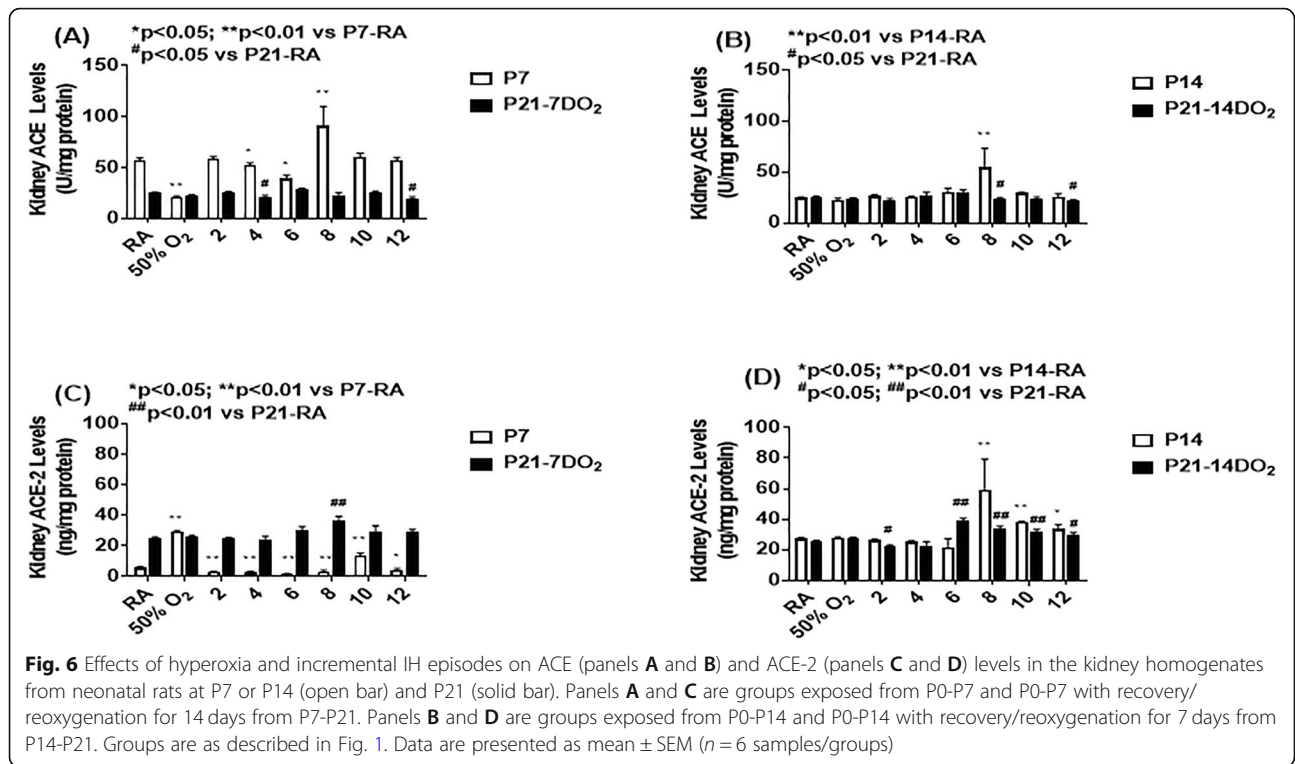 (A)
*p<0.05; **p<0.01 vs P7-RA
#p<0.05 vs P21-RA
Kidney ACE Levels
(U/mg protein)
150
100
50
0
** * # * ** #
RA 50% O2 2 4 6 8 10 12
P7
P21-7DO2
(B)
**p<0.01 vs P14-RA
#p<0.05 vs P21-RA
Kidney ACE Levels
(U/mg protein)
150
100
50
0
** # #
RA 50% O2 2 4 6 8 10 12
P14
P21-14DO2
(C)
*p<0.05; **p<0.01 vs P7-RA
##p<0.01 vs P21-RA
Kidney ACE-2 Levels
(ng/mg protein)
100
80
60
40
20
0
** ** ** ** ** ## ** *
RA 50% O2 2 4 6 8 10 12
P7
P21-7DO2
(D)
*p<0.05; **p<0.01 vs P14-RA
#p<0.05; ##p<0.01 vs P21-RA
Kidney ACE-2 Levels
(ng/mg protein)
100
80
60
40
20
0
# ## ** ## ** ## * #
RA 50% O2 2 4 6 8 10 12
P14
P21-14DO2
Fig. 6 Effects of hyperoxia and incremental IH episodes on ACE (panels A and B) and ACE-2 (panels C and D) levels in the kidney homogenates
from neonatal rats at P7 or P14 (open bar) and P21 (solid bar). Panels A and C are groups exposed from P0-P7 and P0-P7 with recovery/
reoxygenation for 14 days from P7-P21. Panels B and D are groups exposed from P0-P14 and P0-P14 with recovery/reoxygenation for 7 days from
P14-P21. Groups are as described in Fig. 1. Data are presented as mean ± SEM (n = 6 samples/groups)